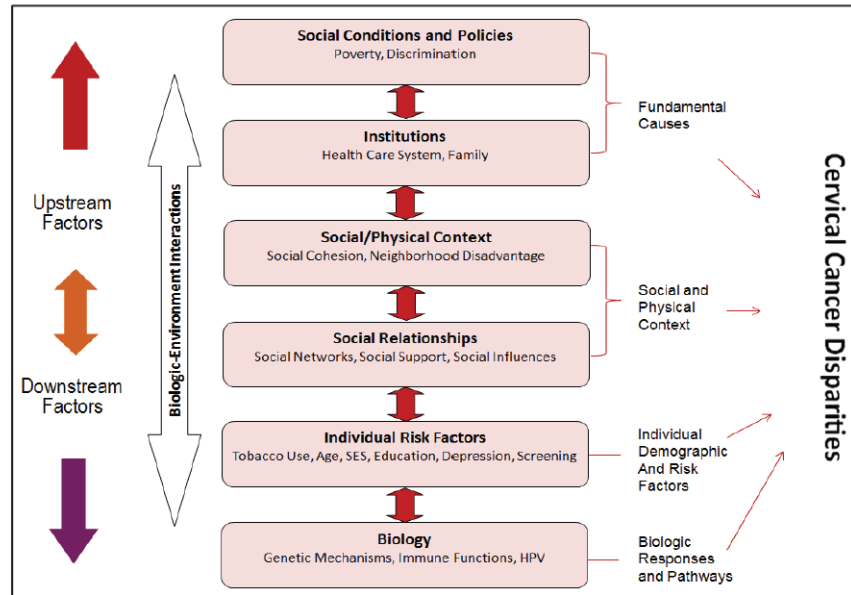 Social Conditions and Policies
Poverty, Discrimination
Fundamental
Causes
Institutions
Health Care System, Family
Upstream
Factors
Biologic-Environment Interactions
Social/Physical Context
Social Cohesion, Neighborhood Disadvantage
Social and
Physical
Context
Social Relationships
Social Networks, Social Support, Social Influences
Downstream
Factors
Individual Risk Factors
Tobacco Use, Age, SES, Education, Depression, Screening
Individual
Demographic
And Risk
Factors
Biology
Genetic Mechanisms, Immune Functions, HPV
Biologic
Responses
and Pathways
Cervical Cancer Disparities